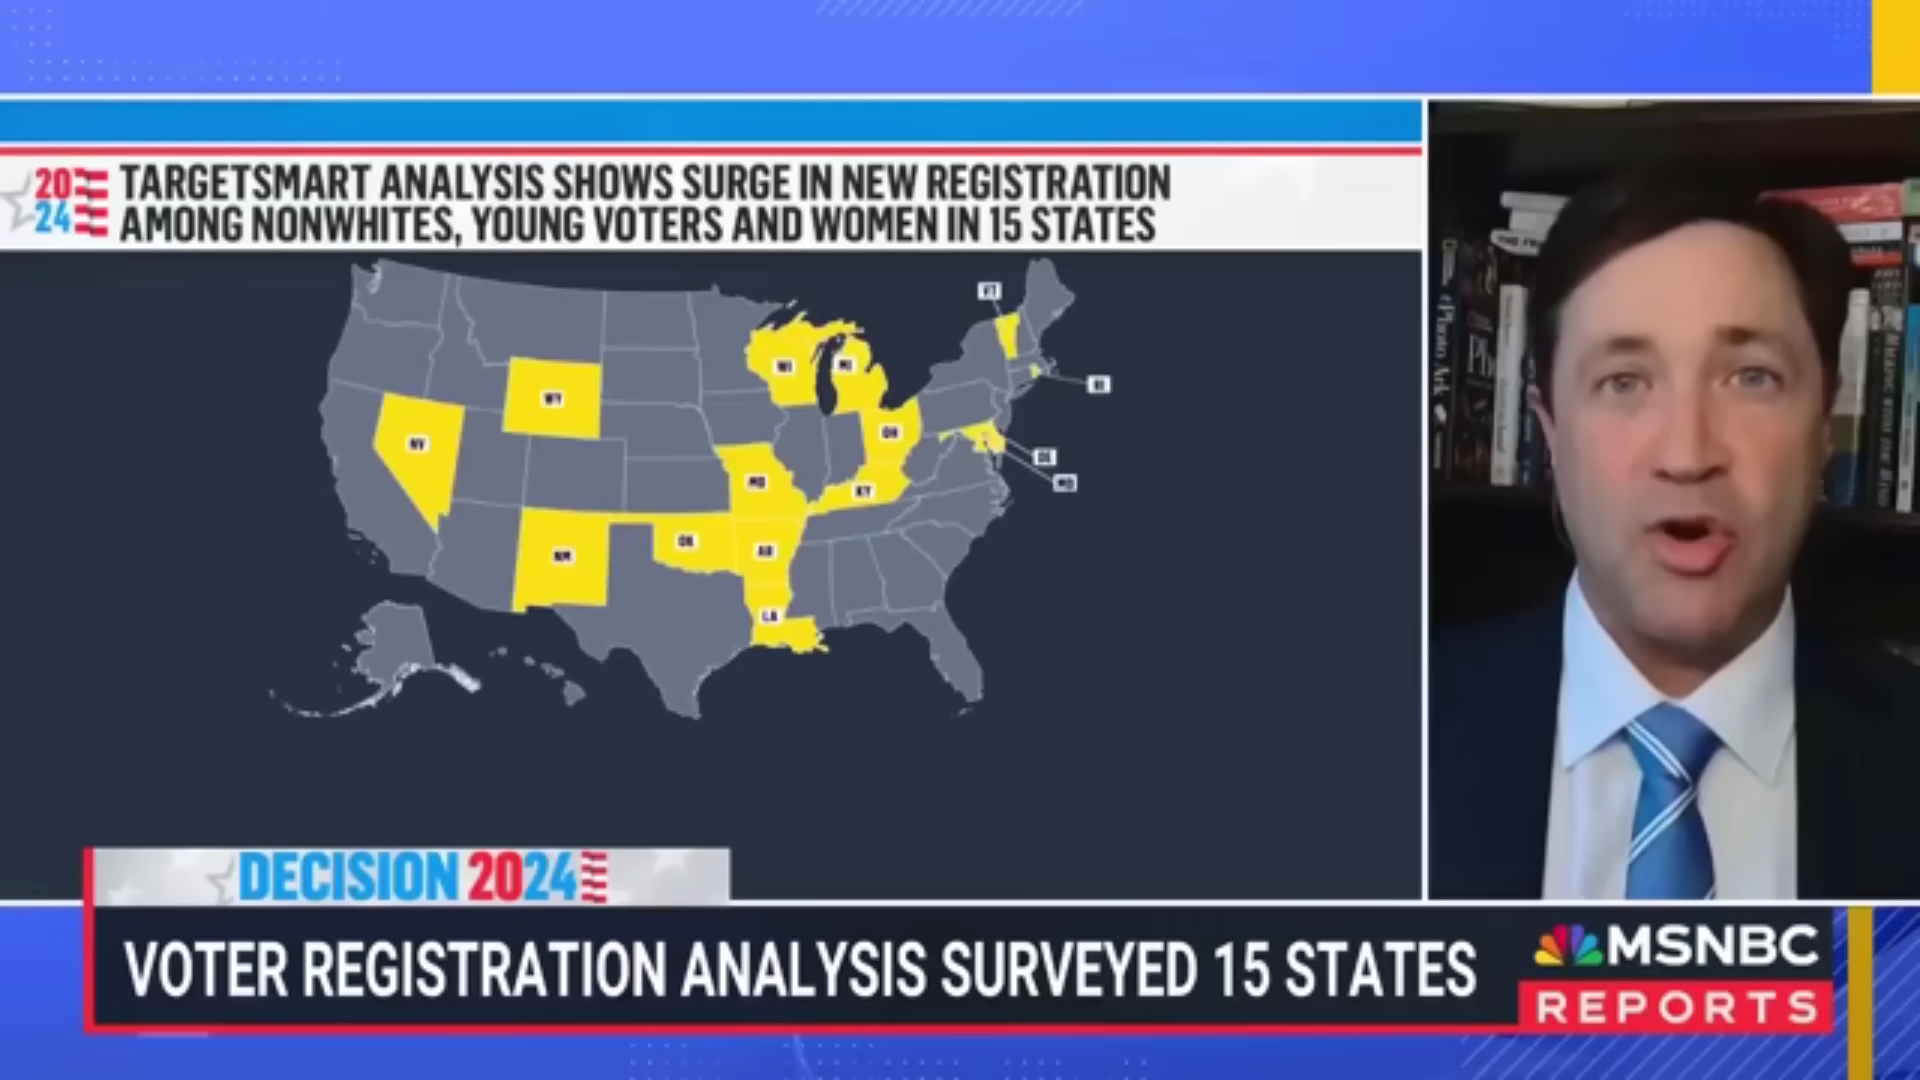 20
24
TARGETSMART ANALYSIS SHOWS SURGE IN NEW REGISTRATION
AMONG NONWHITES, YOUNG VOTERS AND WOMEN IN 15 STATES
VT
WI
MI
RI
WY
NV
OH
DE
MO
KY
MD
OK
AR
NM
LA
DECISION 2024
VOTER REGISTRATION ANALYSIS SURVEYED 15 STATES
MSNBC
REPORTS